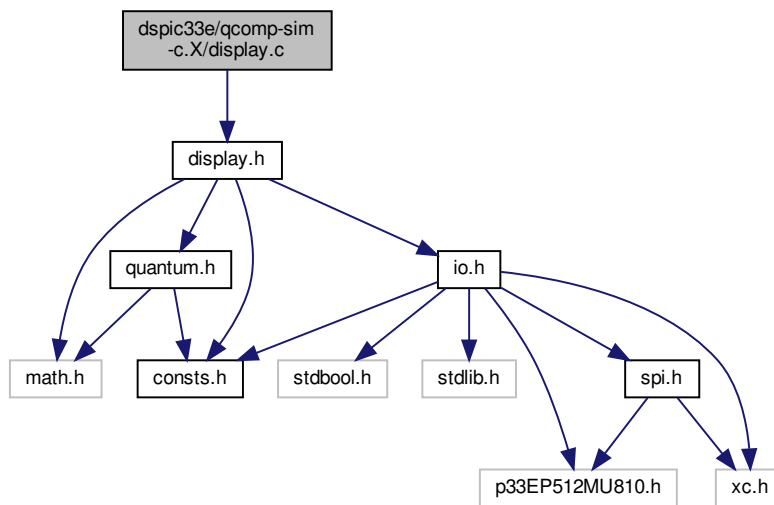 dspic33e/qcomp-sim
-c.X/display.c
display.h
quantum.h
io.h
math.h
consts.h
stdbool.h
stdlib.h
spi.h
p33EP512MU810.h
xc.h